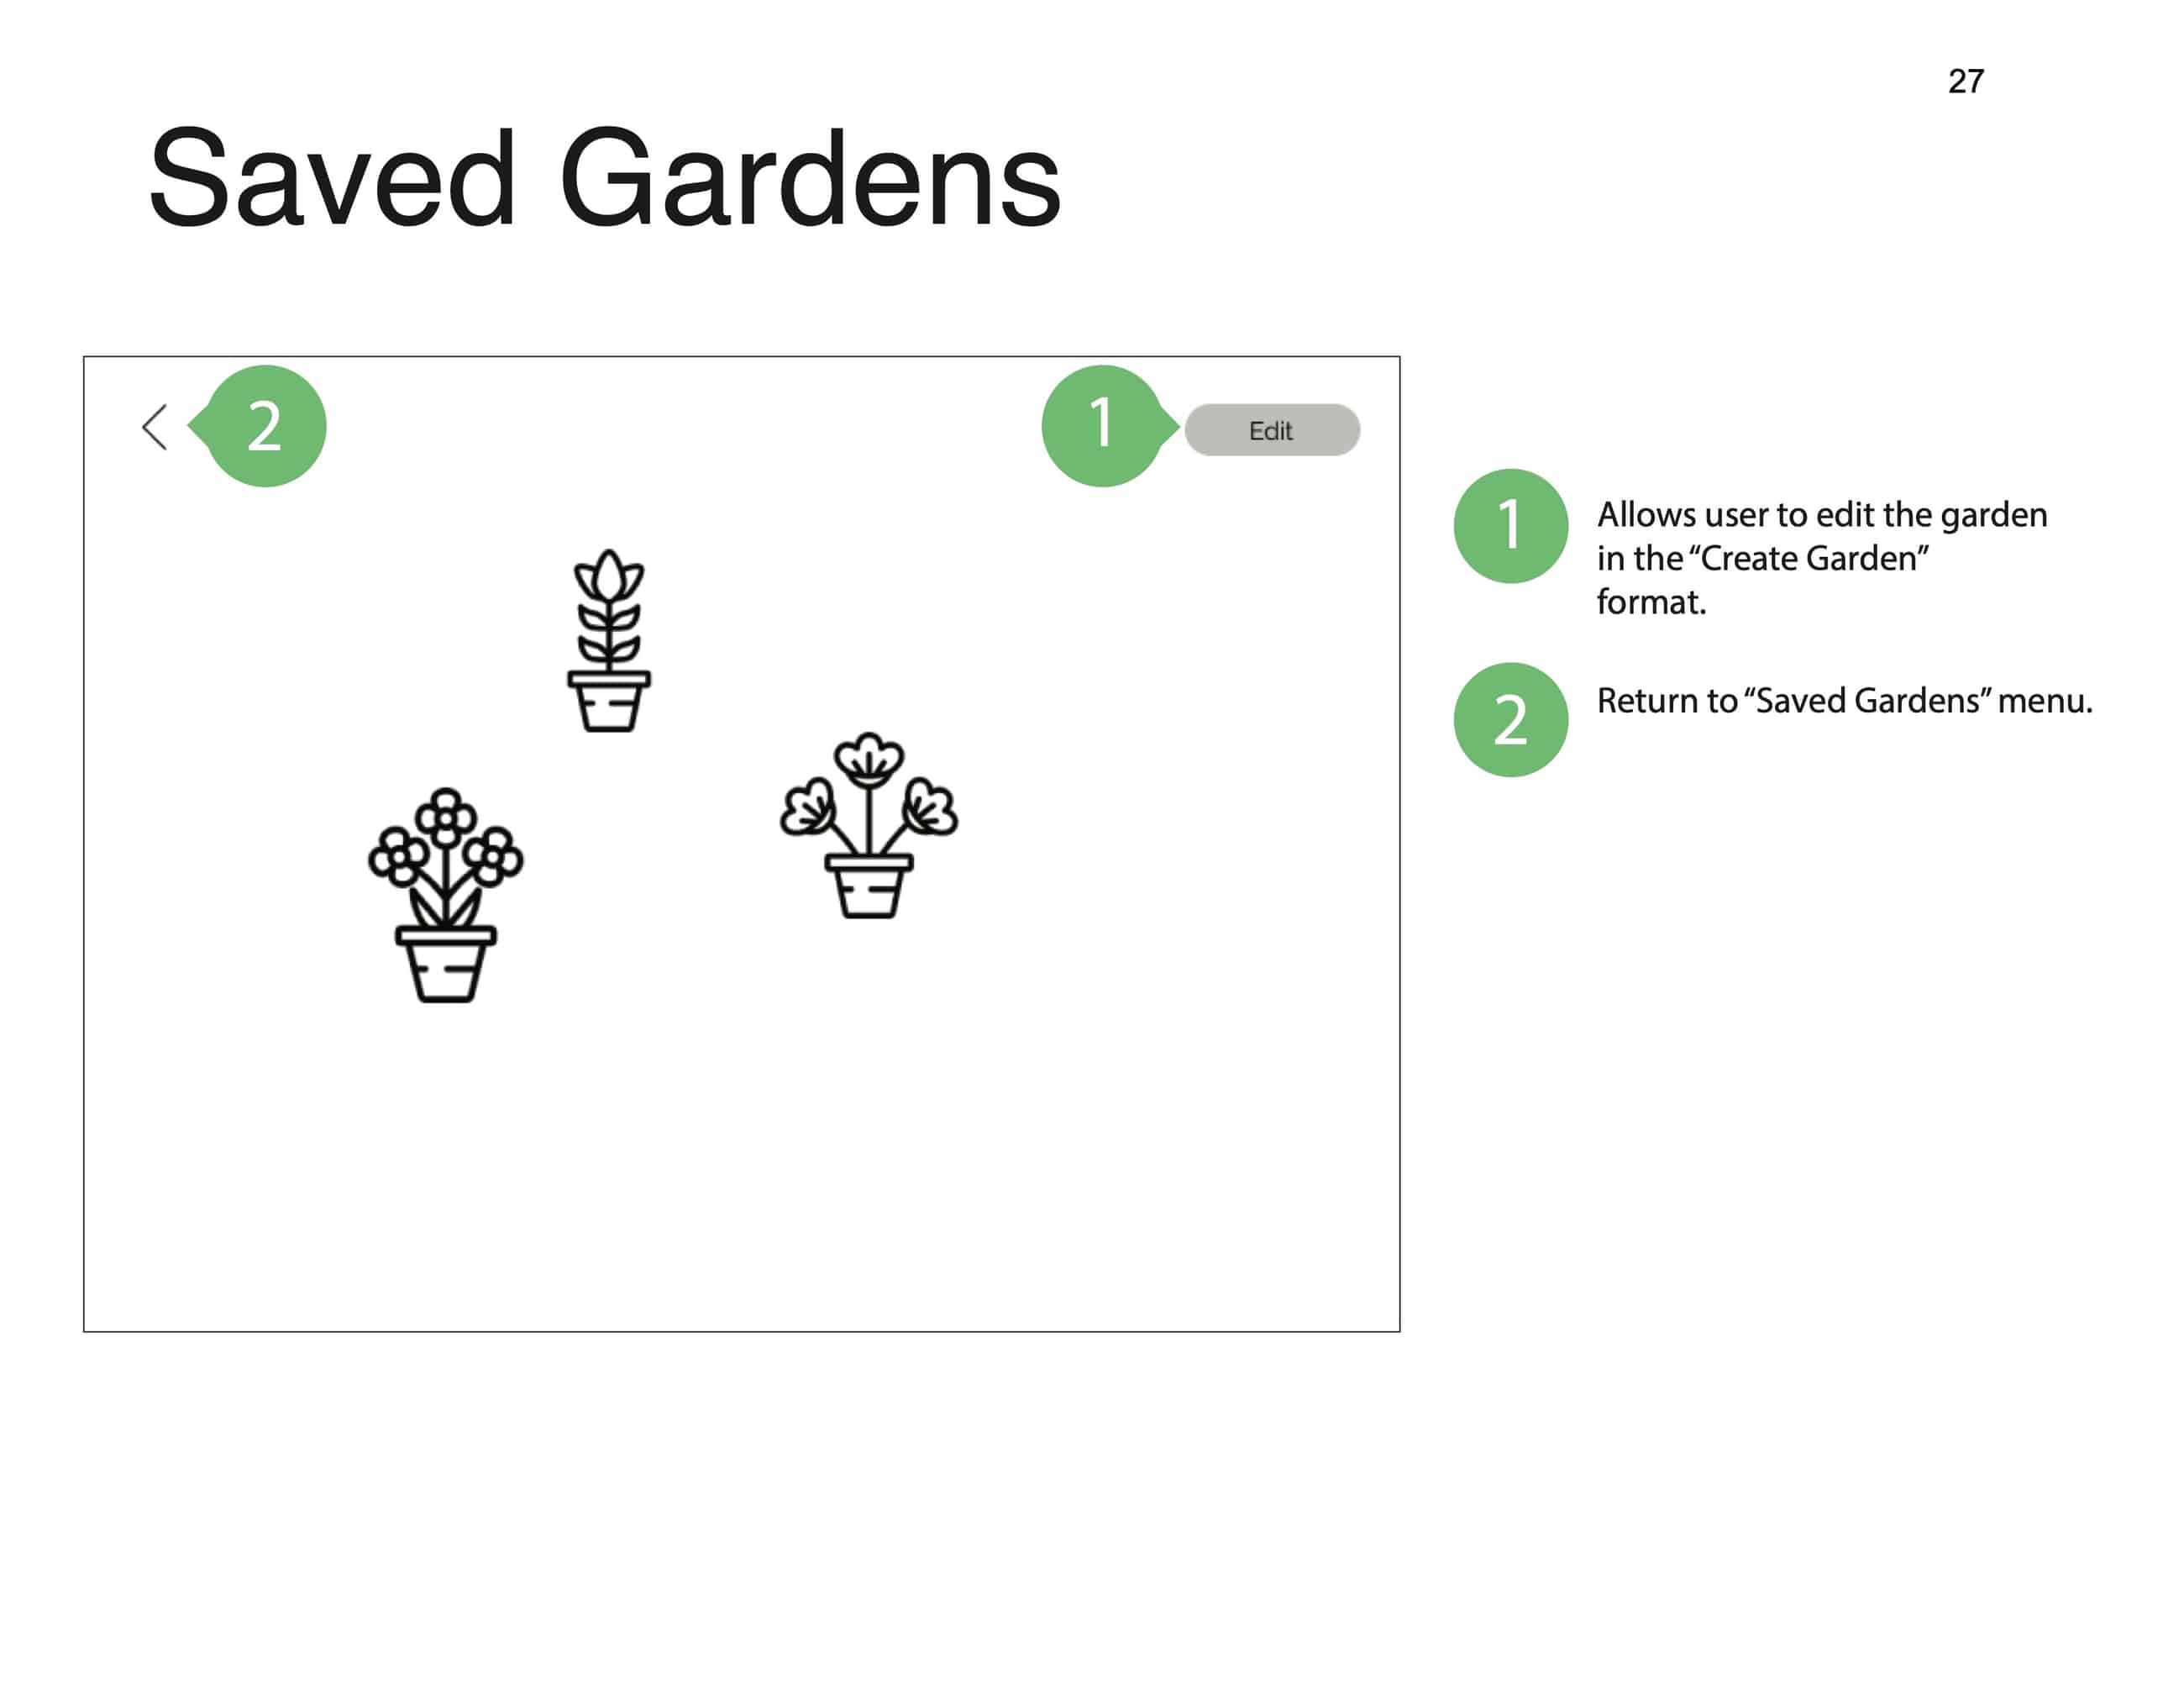 27
Saved Gardens
2
1
Edit
1
Allows user to edit the garden
in the “Create Garden”
format.
2
Return to “Saved Gardens” menu.